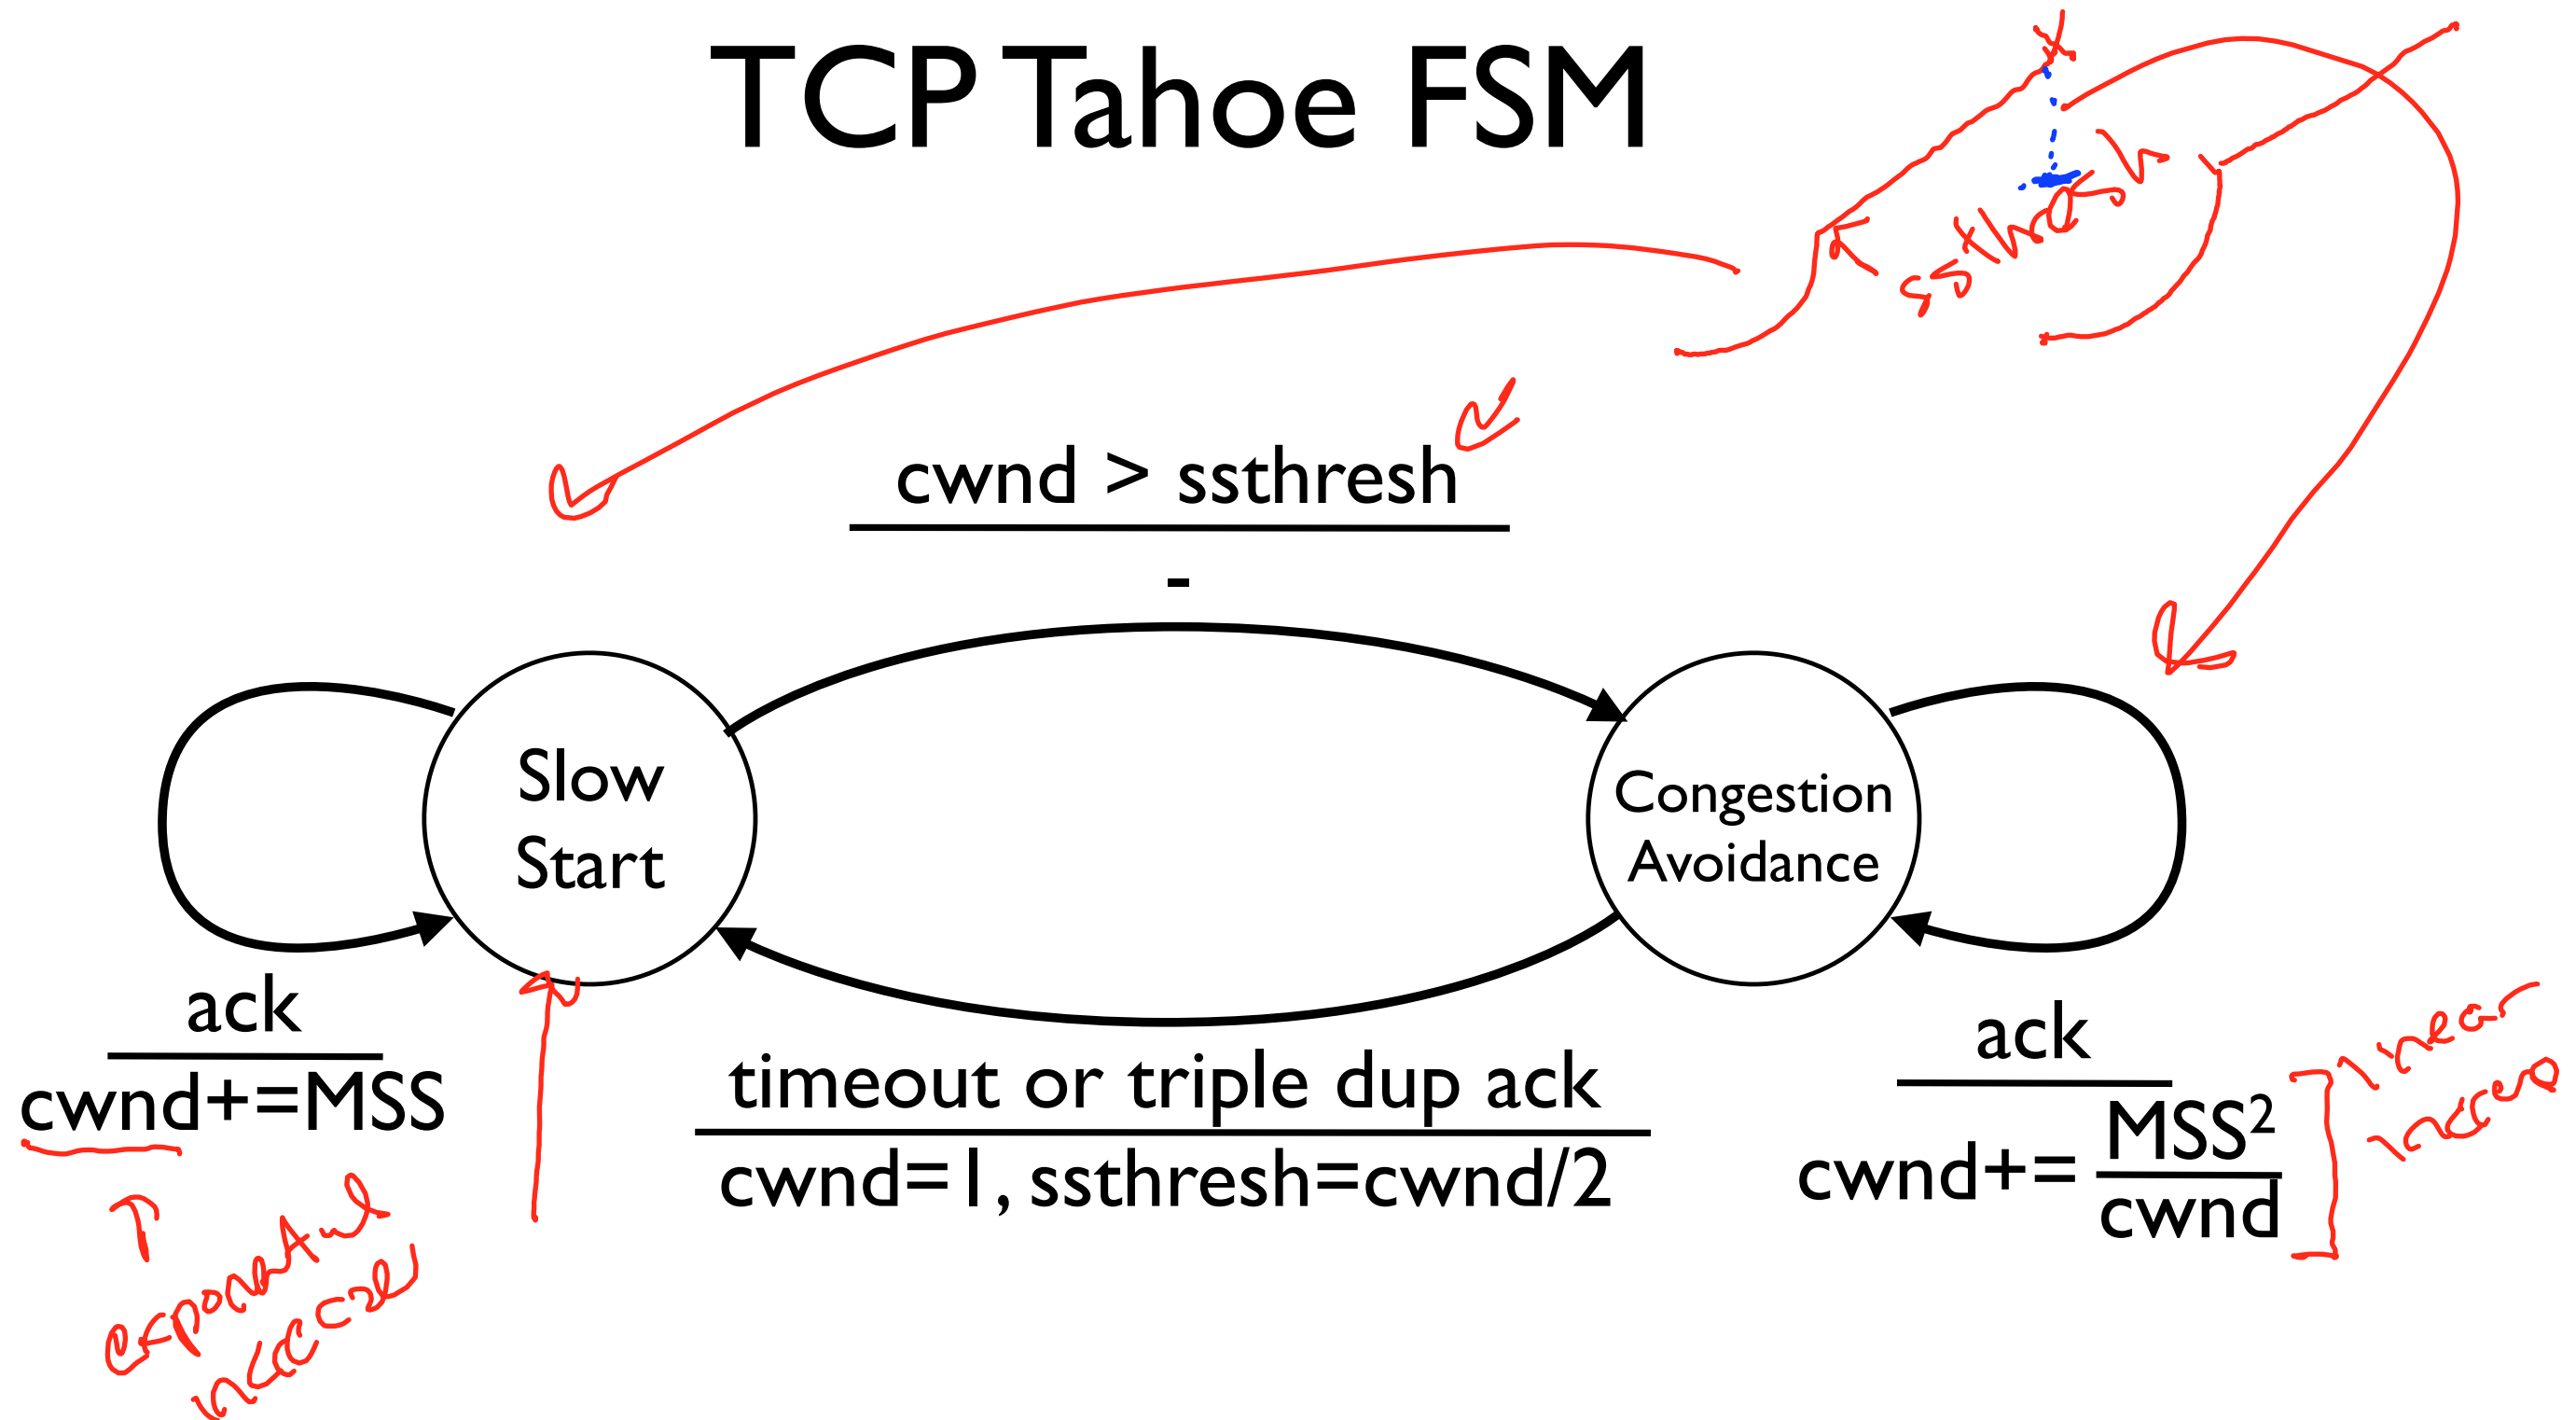 TCP Tahoe FSM
ssthresh
cwnd > ssthresh
-
Slow
Start
Congestion
Avoidance
ack
cwnd+=MSS
timeout or triple dup ack
cwnd=1, ssthresh=cwnd/2
ack
cwnd+= MSS²
cwnd
linear
exponential